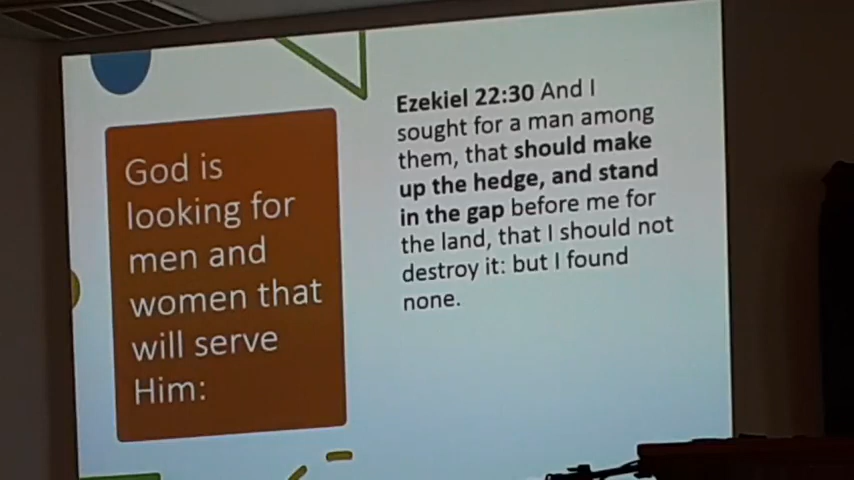 God is
looking for
men and
women that
will serve
Him:
Ezekiel 22:30 And I
sought for a man among
them, that should make
up the hedge, and stand
in the gap before me for
the land, that I should not
destroy it: but I found
none.